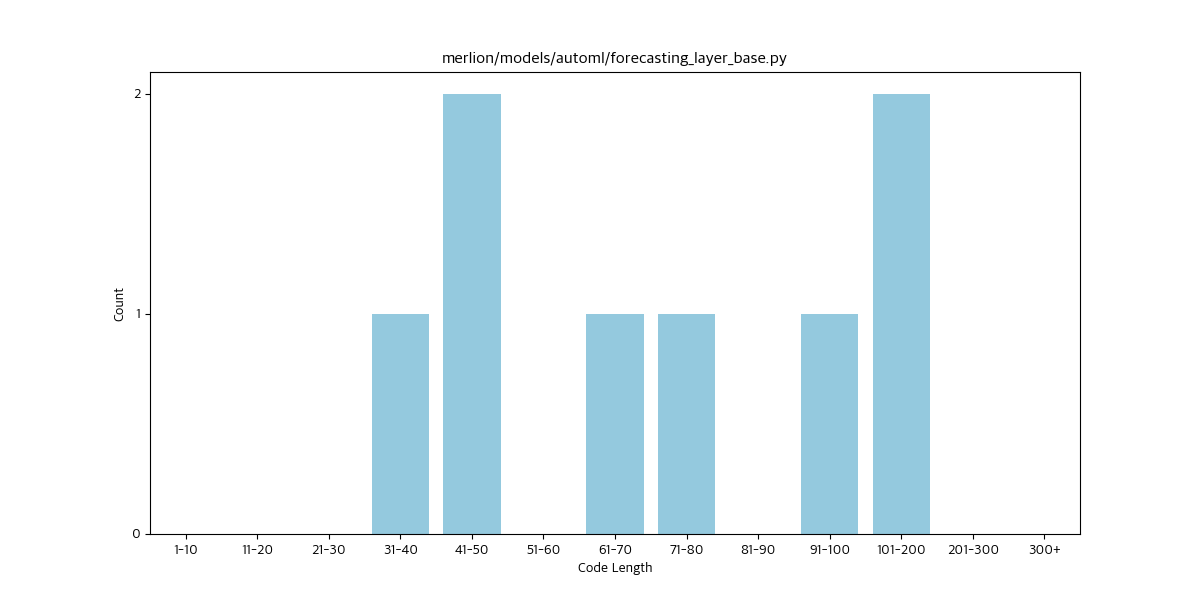 merlion/models/automl/forecasting_layer_base.py
Count
2
1
0
1-10 11-20 21-30 31-40 41-50 51-60 61-70 71-80 81-90 91-100 101-200 201-300 300+
Code Length